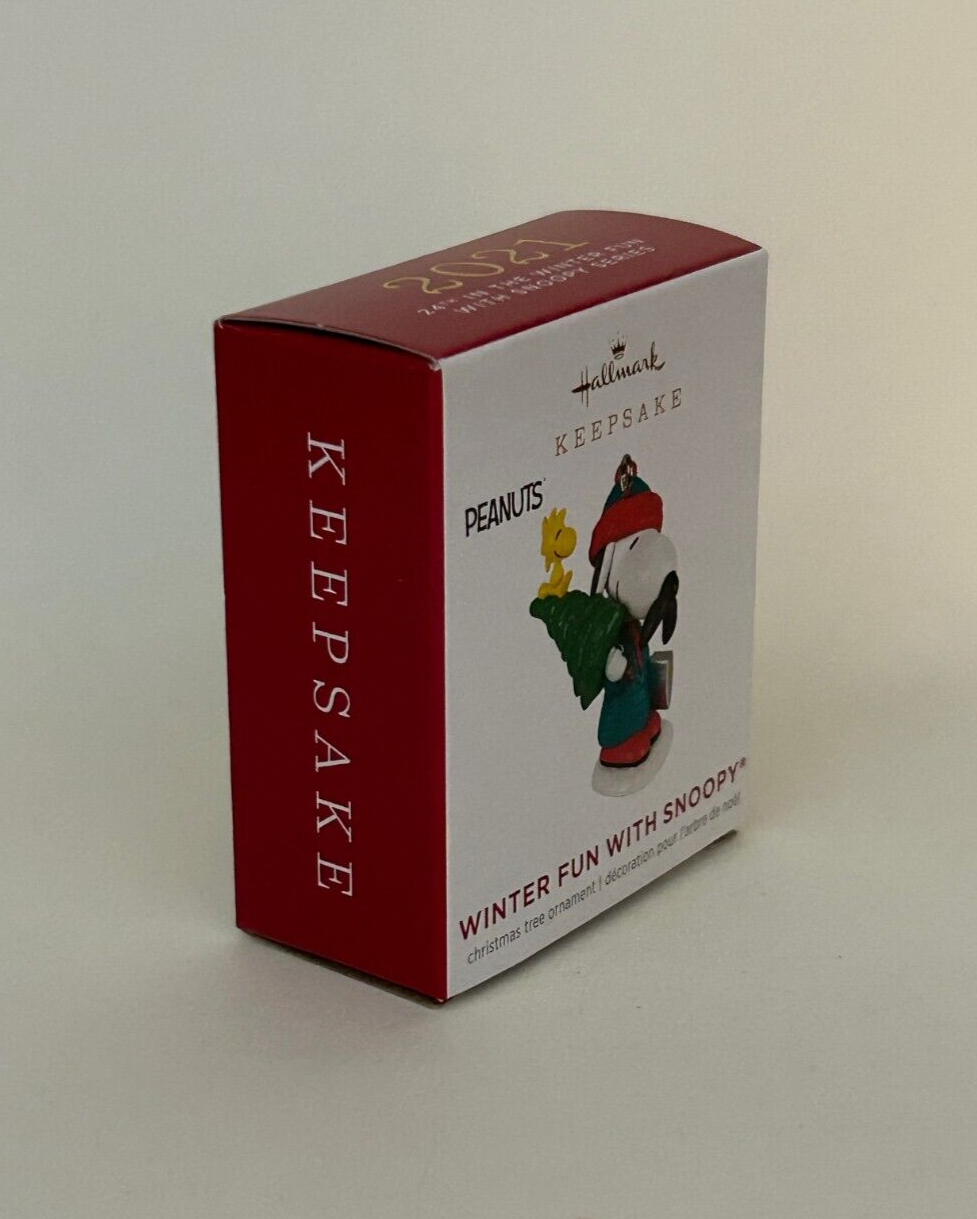 2021
24TH IN THE WINTER FUN
WITH SNOOPY SERIES
KEEPSAKE
Hallmark
KEEPSAKE
PEANUTS
WINTER FUN WITH SNOOPY®
christmas tree ornament | décoration pour l'arbre de noël